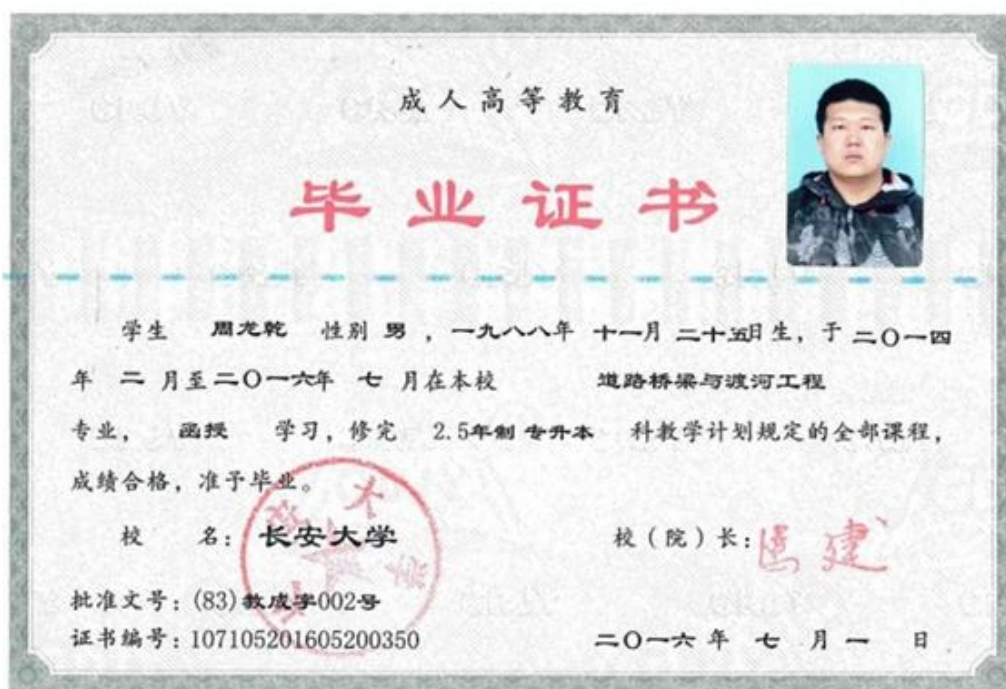 成人高等教育
毕业证书
学生 周龙乾 性别 男，一九八八年 十一月 二十五日生，于 二〇一四
年 二 月至 二〇一六年 七 月在本校 道路桥梁与渡河工程
专业， 函授 学习，修完 2.5年制 专升本 科教学计划规定的全部课程，
成绩合格，准予毕业。
校 名：长安大学 校（院）长：
批准文号：(83)教成字002号
证书编号：107105201605200350 二〇一六 年 七 月 一 日